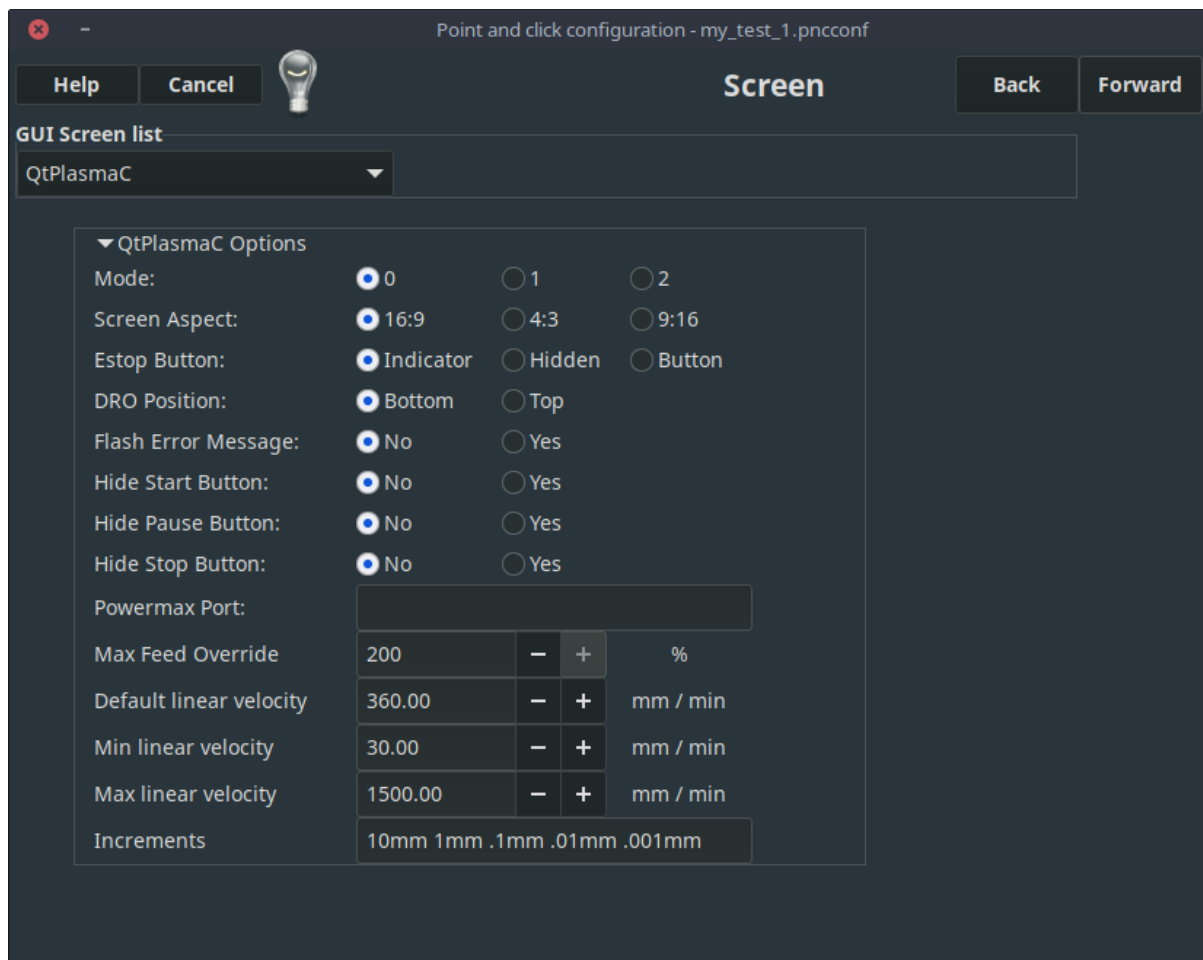 Point and click configuration - my_test_1.pncconf
Help Cancel Screen Back Forward
GUI Screen list
QtPlasmaC
QtPlasmaC Options
Mode: 0 1 2
Screen Aspect: 16:9 4:3 9:16
Estop Button: Indicator Hidden Button
DRO Position: Bottom Top
Flash Error Message: No Yes
Hide Start Button: No Yes
Hide Pause Button: No Yes
Hide Stop Button: No Yes
Powermax Port:
Max Feed Override 200 − + %
Default linear velocity 360.00 − + mm / min
Min linear velocity 30.00 − + mm / min
Max linear velocity 1500.00 − + mm / min
Increments 10mm 1mm .1mm .01mm .001mm